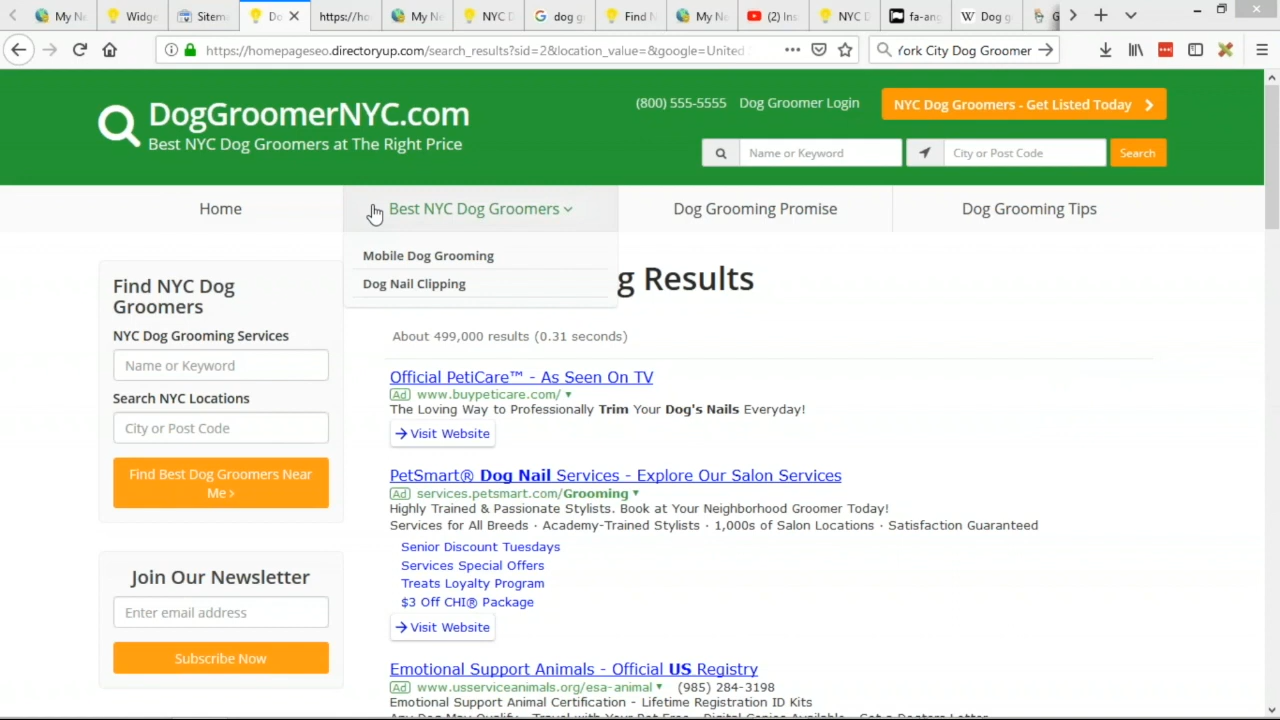 My Ne
Widge
Sitem
Do
https://ho
My No
NYC D
dog g
Find N
My Ne
(2) Ins
NYC D
fa-ang
Dog g
https://homepageseo.directoryup.com/search_results?sid=2&location_value=&google=United
York City Dog Groomer
DogGroomerNYC.com
Best NYC Dog Groomers at The Right Price
(800) 555-5555 Dog Groomer Login
NYC Dog Groomers - Get Listed Today
Name or Keyword
City or Post Code
Search
Home
Best NYC Dog Groomers
Dog Grooming Promise
Dog Grooming Tips
Mobile Dog Grooming
Dog Nail Clipping
g Results
Find NYC Dog
Groomers
NYC Dog Grooming Services
Name or Keyword
Search NYC Locations
City or Post Code
Find Best Dog Groomers Near
Me >
Join Our Newsletter
Enter email address
Subscribe Now
About 499,000 results (0.31 seconds)
Official PetiCare™ - As Seen On TV
Ad www.buypeticare.com/
The Loving Way to Professionally Trim Your Dog's Nails Everyday!
Visit Website
PetSmart® Dog Nail Services - Explore Our Salon Services
Ad services.petsmart.com/Grooming
Highly Trained & Passionate Stylists. Book at Your Neighborhood Groomer Today!
Services for All Breeds · Academy-Trained Stylists · 1,000s of Salon Locations · Satisfaction Guaranteed
Senior Discount Tuesdays
Services Special Offers
Treats Loyalty Program
$3 Off CHI® Package
Visit Website
Emotional Support Animals - Official US Registry
Ad www.usserviceanimals.org/esa-animal (985) 284-3198
Emotional Support Animal Certification - Lifetime Registration ID Kits